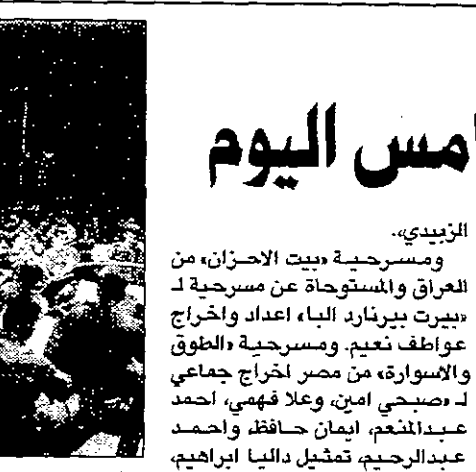 امس اليوم
الزبيدي».
ومسرحية «بيت الاحزان» من
العراق والمستوحاة عن مسرحية لـ
«بيرت بيرنارد البا» اعداد واخراج
عواطف نعيم. ومسرحية «الطوق
والاسوارة» من مصر اخراج جماعي
لـ «صبحي امين، وعلا فهمي، احمد
عبدالمنعم، ايمان حافظ، واحمد
عبدالرحيم، تمثيل داليا ابراهيم،